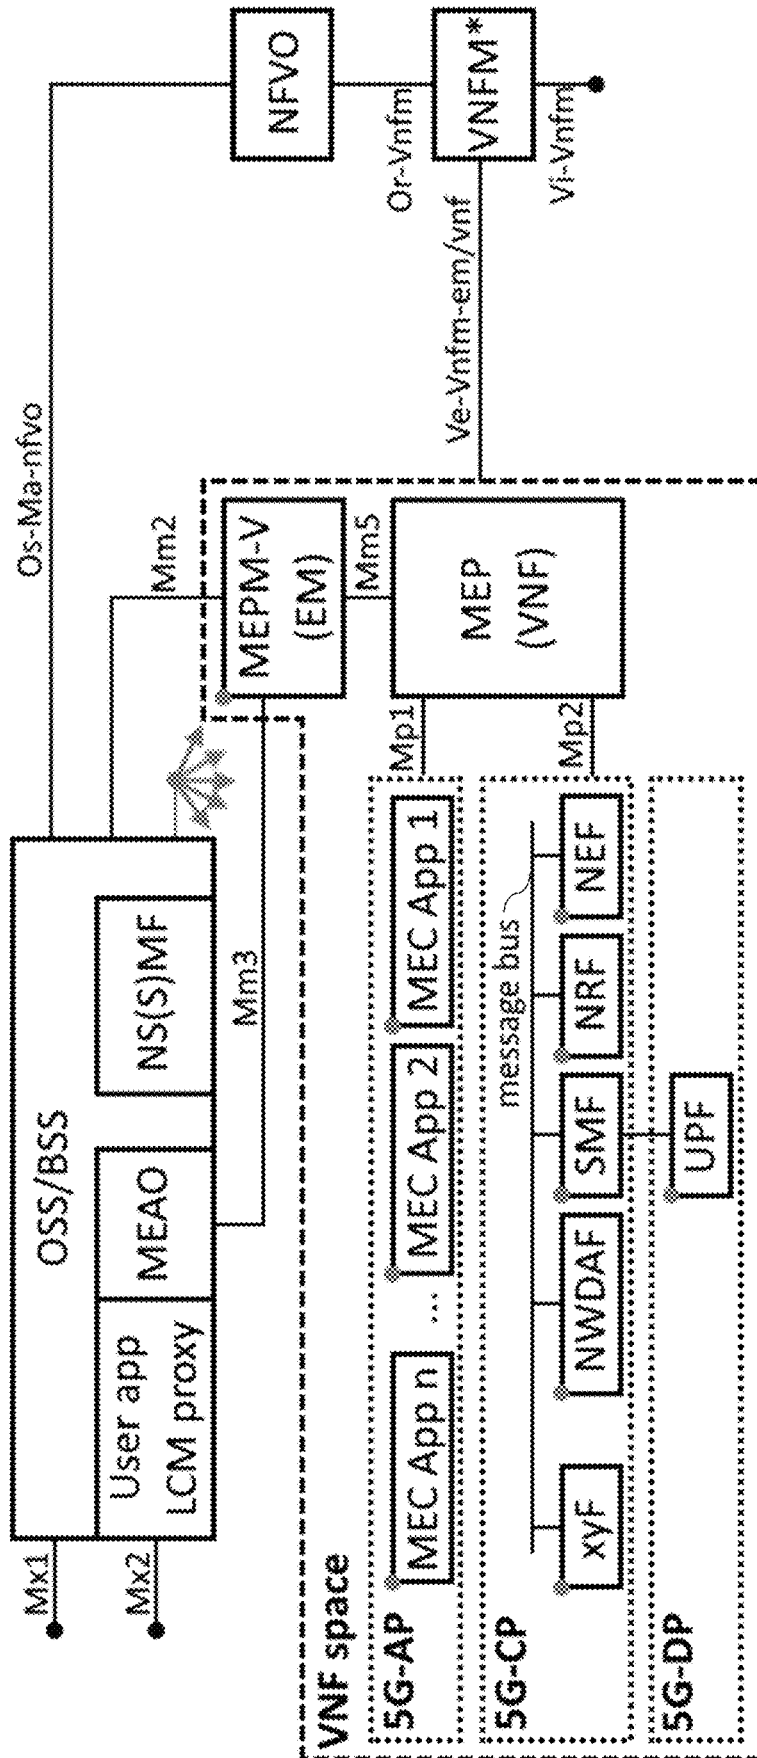 Mx1
Mx2
OSS/BSS
User app
LCM proxy
MEAO
NS(S)MF
Os-Ma-nfvo
NFVO
Or-Vnfm
VNFM*
Vi-Vnfm
Ve-Vnfm-em/vnf
Mm2
Mm3
MEPM-V
(EM)
Mm5
MEP
(VNF)
Mp1
Mp2
VNF space
5G-AP
MEC App n
...
MEC App 2
MEC App 1
5G-CP
message bus
xyF
NWDAF
SMF
NRF
NEF
5G-DP
UPF